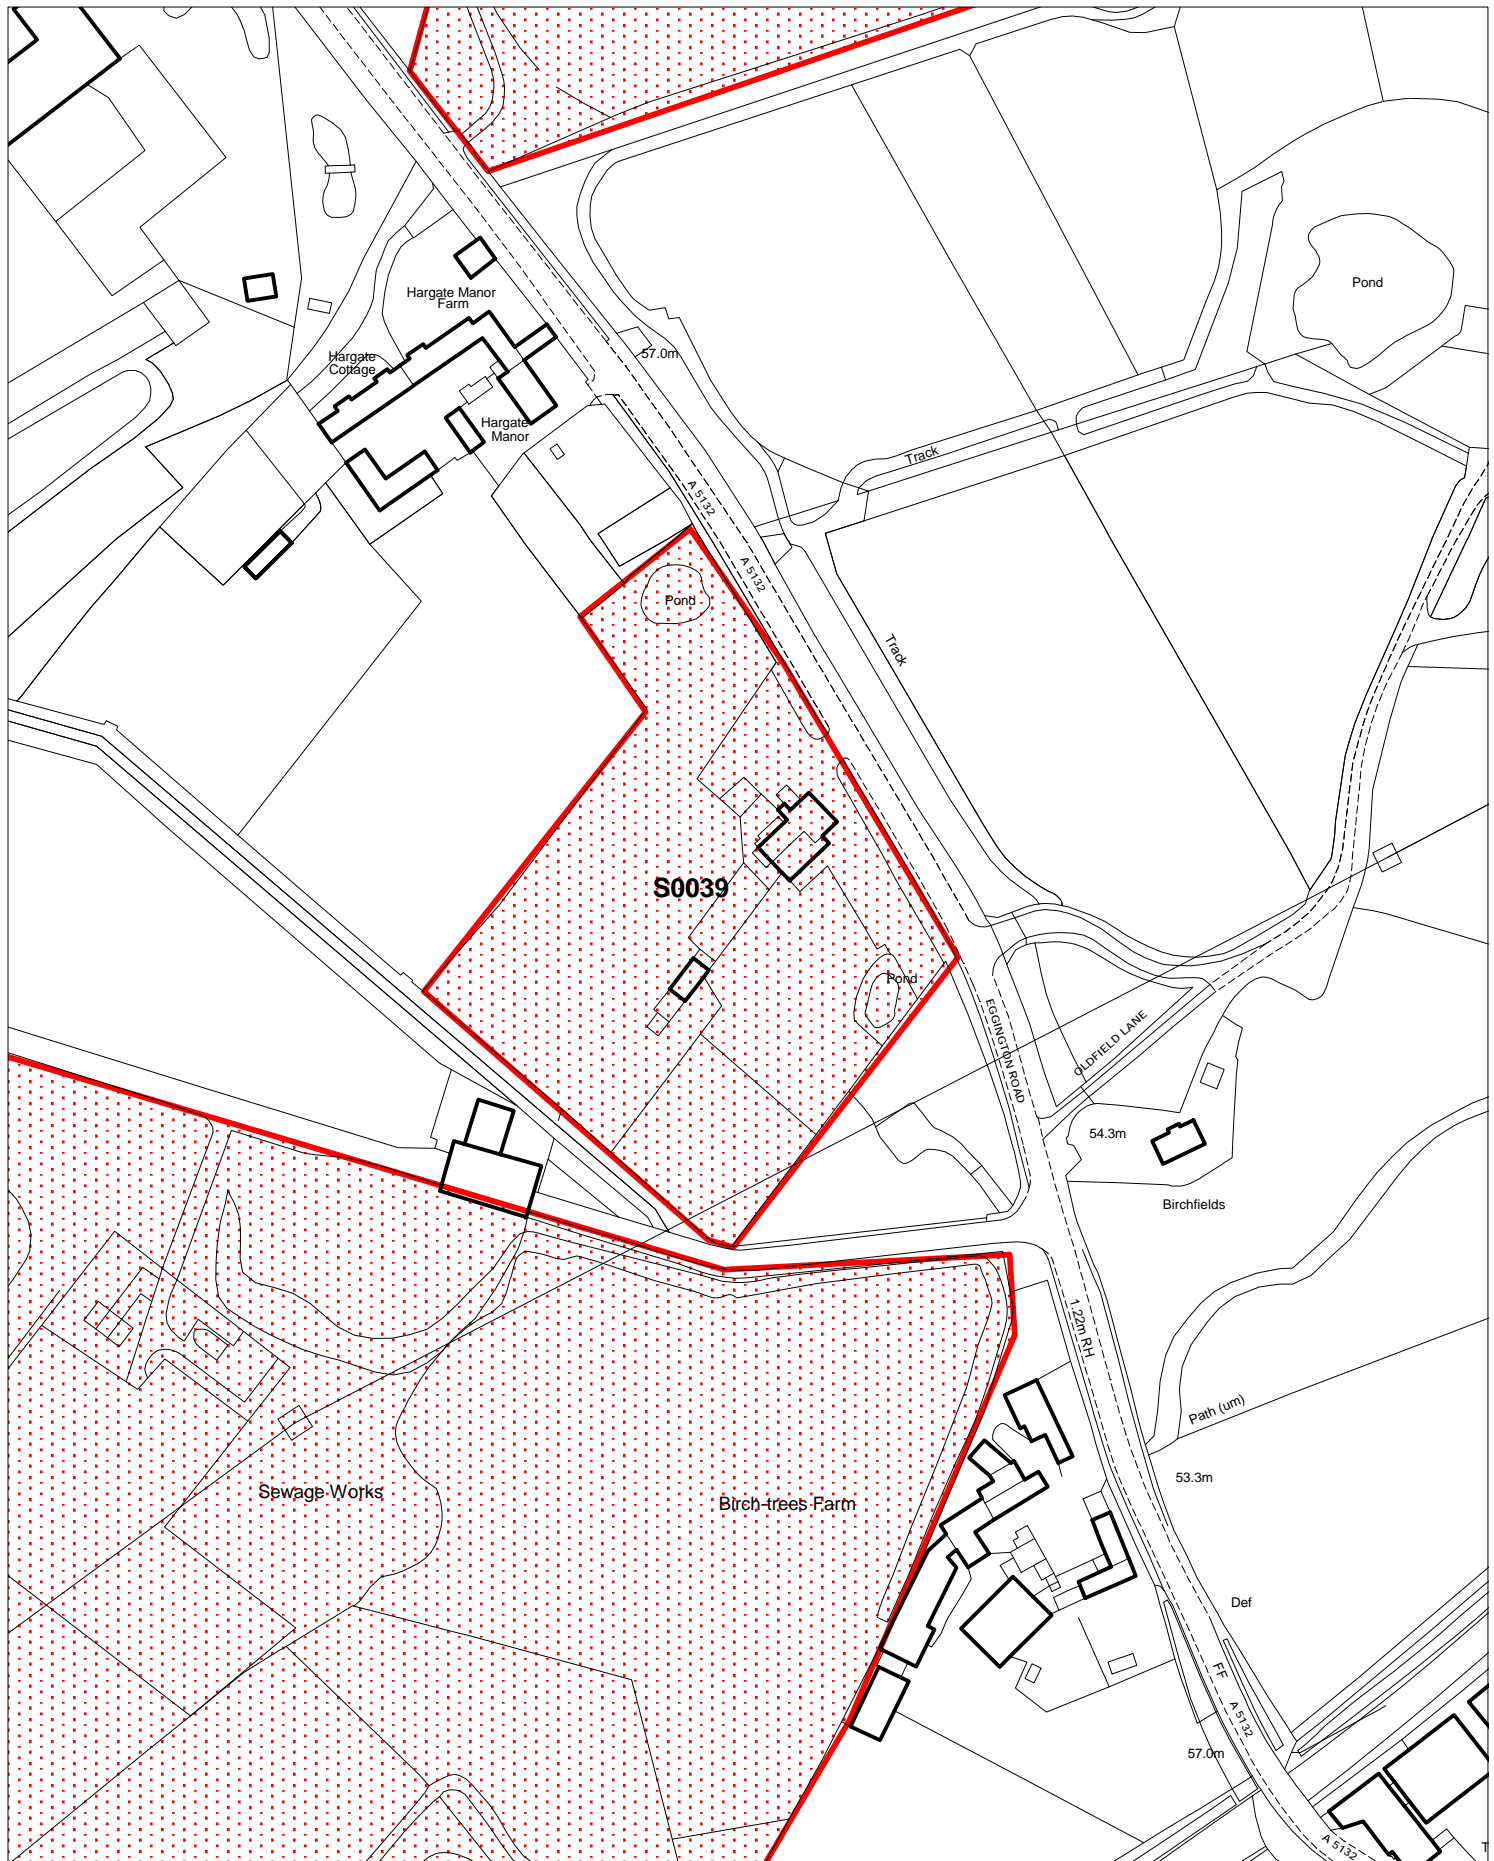 Pond
Hargate Manor
Farm
57.0m
Hargate
Cottage
Hargate
Manor
Track
A 5132
A 5132
Pond
Track
S0039
Pond
EGGINGTON ROAD
OLDFIELD LANE
54.3m
Birchfields
1.22m RH
Path (um)
53.3m
Sewage Works
Birch-trees Farm
Def
FF
A 5132
57.0m
A 5132
T